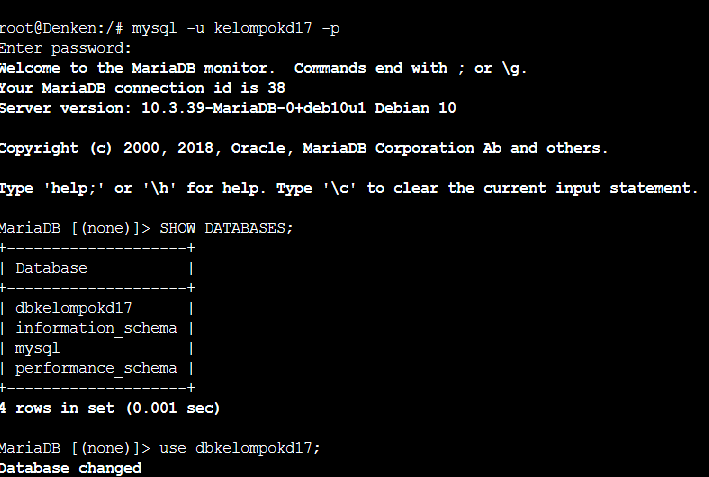 root@Denken:/# mysql -u kelompokd17 -p
Enter password:
Welcome to the MariaDB monitor.  Commands end with ; or \g.
Your MariaDB connection id is 38
Server version: 10.3.39-MariaDB-0+deb10u1 Debian 10

Copyright (c) 2000, 2018, Oracle, MariaDB Corporation Ab and others.

Type 'help;' or '\h' for help. Type '\c' to clear the current input statement.

MariaDB [(none)]> SHOW DATABASES;
+--------------------+
| Database           |
+--------------------+
| dbkelompokd17      |
| information_schema |
| mysql              |
| performance_schema |
+--------------------+
4 rows in set (0.001 sec)

MariaDB [(none)]> use dbkelompokd17;
Database changed